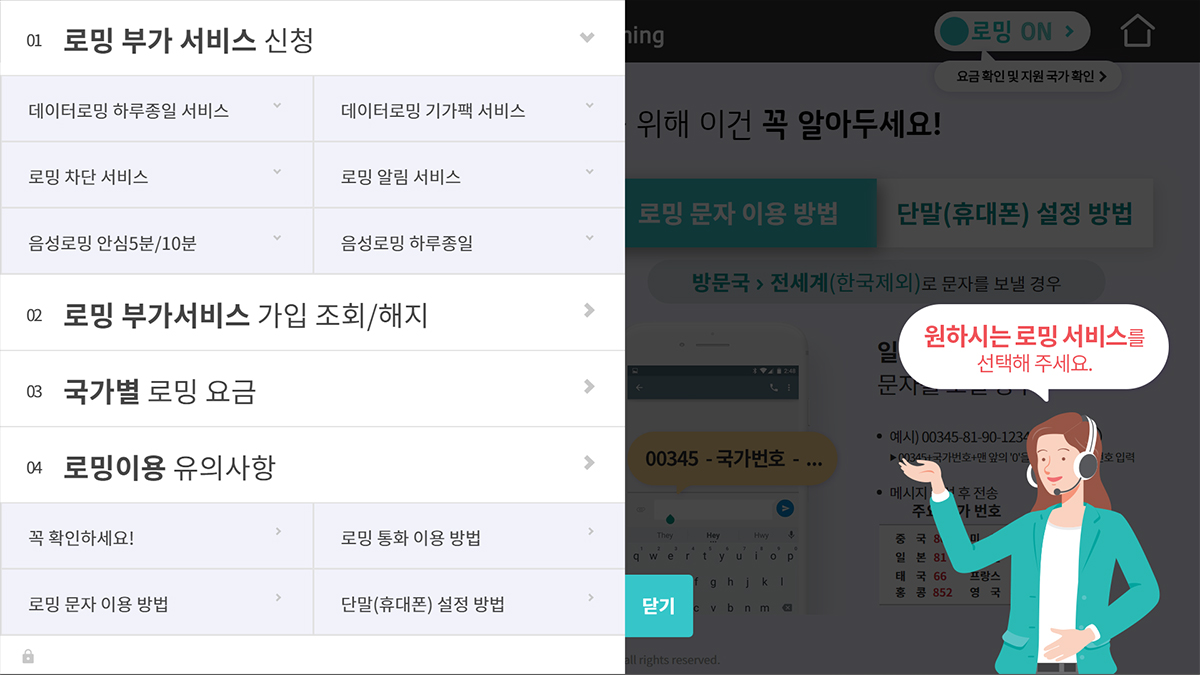 01 로밍 부가 서비스 신청
데이터로밍 하루종일 서비스
데이터로밍 기가팩 서비스
로밍 차단 서비스
로밍 알림 서비스
음성로밍 안심5분/10분
음성로밍 하루종일
02 로밍 부가서비스 가입 조회/해지
03 국가별 로밍 요금
04 로밍이용 유의사항
꼭 확인하세요!
로밍 통화 이용 방법
로밍 문자 이용 방법
단말(휴대폰) 설정 방법
닫기
로밍 ON >
요금 확인 및 지원 국가 확인 >
위해 이건 꼭 알아두세요!
로밍 문자 이용 방법
단말(휴대폰) 설정 방법
방문국 > 전세계(한국제외)로 문자를 보낼 경우
원하시는 로밍 서비스를
선택해 주세요.
2:48
00345 - 국가번호 - ...
They Hey Hwy
q w e r t y u i o p
f g h j k l
c v b n m
• 예시) 00345-81-90-1234
▶00345+국가번호+맨 앞의 '0'을
번호 입력
• 메시지
후 전송
번호
중 국
일 본 81
태 국 66 프랑스
홍 콩 852 영 국
all rights reserved.